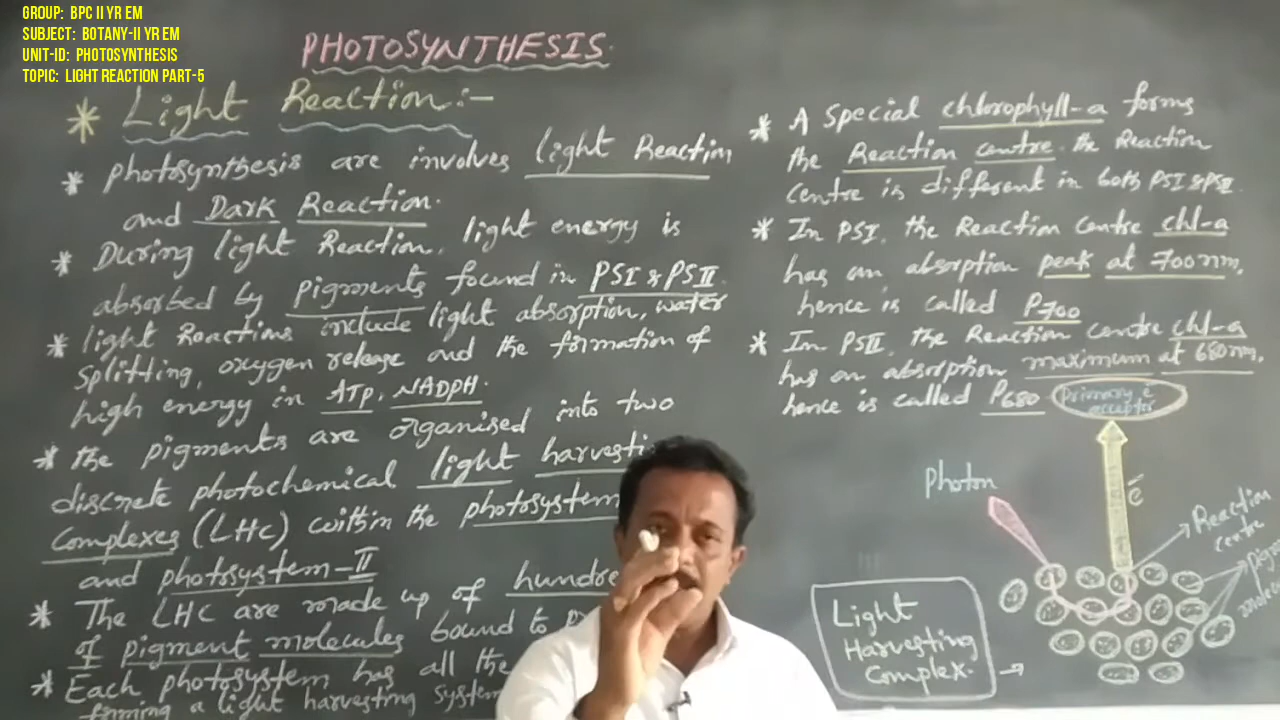 GROUP: BPC II YR EM
SUBJECT: BOTANY-II YR EM
UNIT-ID: PHOTOSYNTHESIS
TOPIC: LIGHT REACTION PART-5
PHOTOSYNTHESIS
* Light Reaction:-
* photosynthesis are involves light Reaction
and Dark Reaction.
* During light Reaction, light energy is
absorbed by pigments found in PSI & PSII
* light Reactions include light absorption, water
splitting, oxygen release and the formation of
high energy in ATP, NADPH.
* the pigments are organised into two
discrete photochemical light harvesti
Complexes (LHC) within the photosystem
and photosystem-II
* The LHC are made up of hundre
of pigment molecules bound to
* Each photosystem has all the
forming a light harvesting system
* A special chlorophyll-a forms
the Reaction centre. the Reaction
centre is different in both PSI & PSII
* In PSI, the Reaction centre chl-a
has an absorption peak at 700nm,
hence is called P700
* In PSII, the Reaction centre chl-a
has an absorption maximum at 680nm,
hence is called P680
Primary e
acceptor
Photon
e
Reaction
centre
Light
Harvesting
Complex.